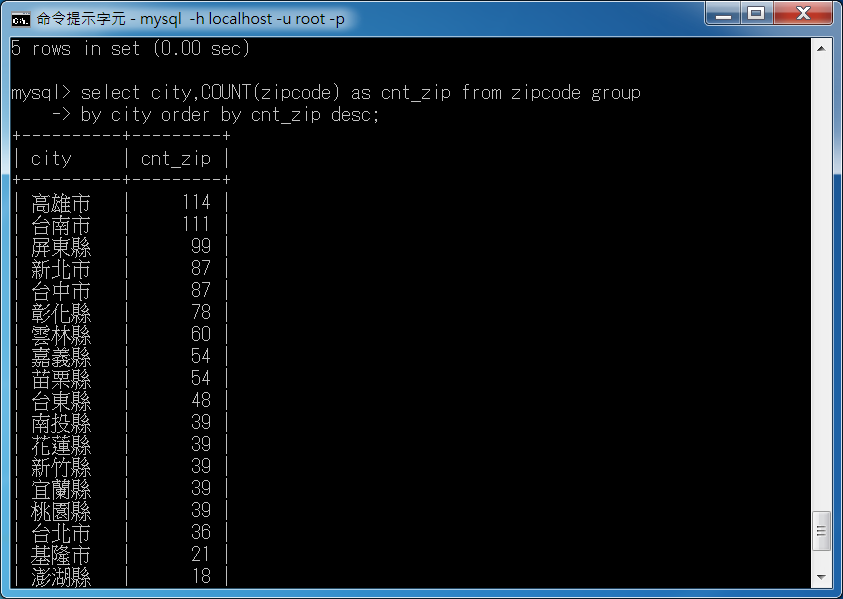 命令提示字元 - mysql  -h localhost -u root -p
5 rows in set (0.00 sec)
mysql> select city,COUNT(zipcode) as cnt_zip from zipcode group
    -> by city order by cnt_zip desc;
+----------+---------+
| city     | cnt_zip |
+----------+---------+
| 高雄市   |     114 |
| 台南市   |     111 |
| 屏東縣   |      99 |
| 新北市   |      87 |
| 台中市   |      87 |
| 彰化縣   |      78 |
| 雲林縣   |      60 |
| 嘉義縣   |      54 |
| 苗栗縣   |      54 |
| 台東縣   |      48 |
| 南投縣   |      39 |
| 花蓮縣   |      39 |
| 新竹縣   |      39 |
| 宜蘭縣   |      39 |
| 桃園縣   |      39 |
| 台北市   |      36 |
| 基隆市   |      21 |
| 澎湖縣   |      18 |